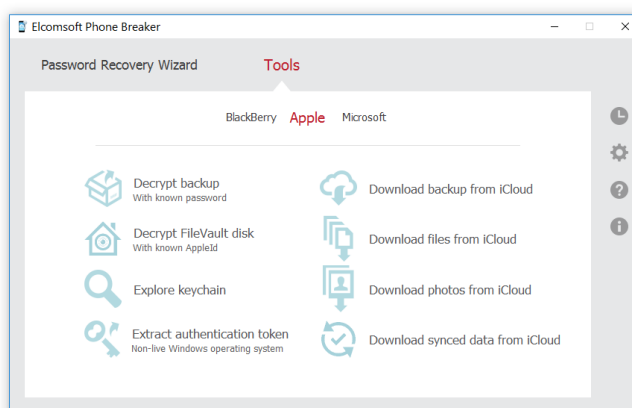 Elcomsoft Phone Breaker
Password Recovery Wizard
Tools
BlackBerry Apple Microsoft
Decrypt backup
With known password
Decrypt FileVault disk
With known AppleId
Explore keychain
Extract authentication token
Non-live Windows operating system
Download backup from iCloud
Download files from iCloud
Download photos from iCloud
Download synced data from iCloud